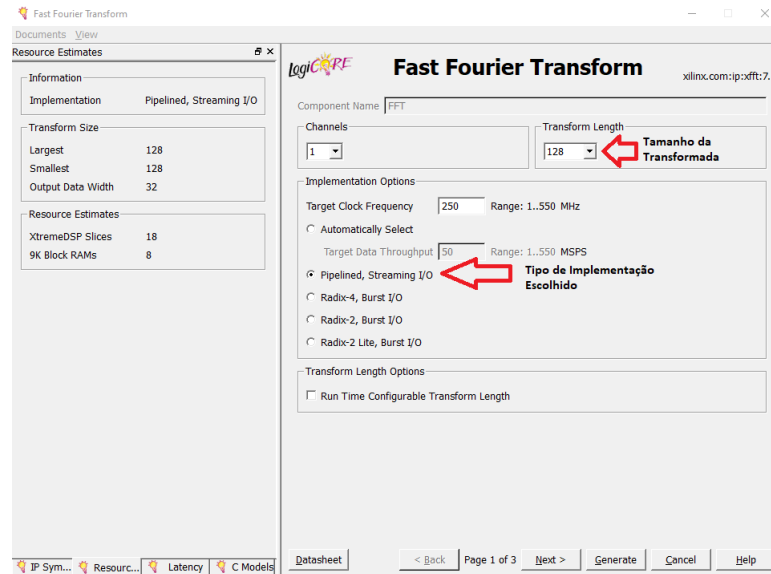 Fast Fourier Transform
Documents View
Resource Estimates
Information
Implementation Pipelined, Streaming I/O
Transform Size
Largest 128
Smallest 128
Output Data Width 32
Resource Estimates
XtremeDSP Slices 18
9K Block RAMs 8
IP Sym... Resourc... Latency C Models
LogiCORE
Fast Fourier Transform
xilinx.com:ip:xfft:7.
Component Name FFT
Channels
1
Transform Length
128
Tamanho da
Transformada
Implementation Options
Target Clock Frequency 250 Range: 1..550 MHz
Automatically Select
Target Data Throughput 50 Range: 1..550 MSPS
Pipelined, Streaming I/O
Tipo de Implementação
Escolhido
Radix-4, Burst I/O
Radix-2, Burst I/O
Radix-2 Lite, Burst I/O
Transform Length Options
Run Time Configurable Transform Length
Datasheet < Back Page 1 of 3 Next > Generate Cancel Help